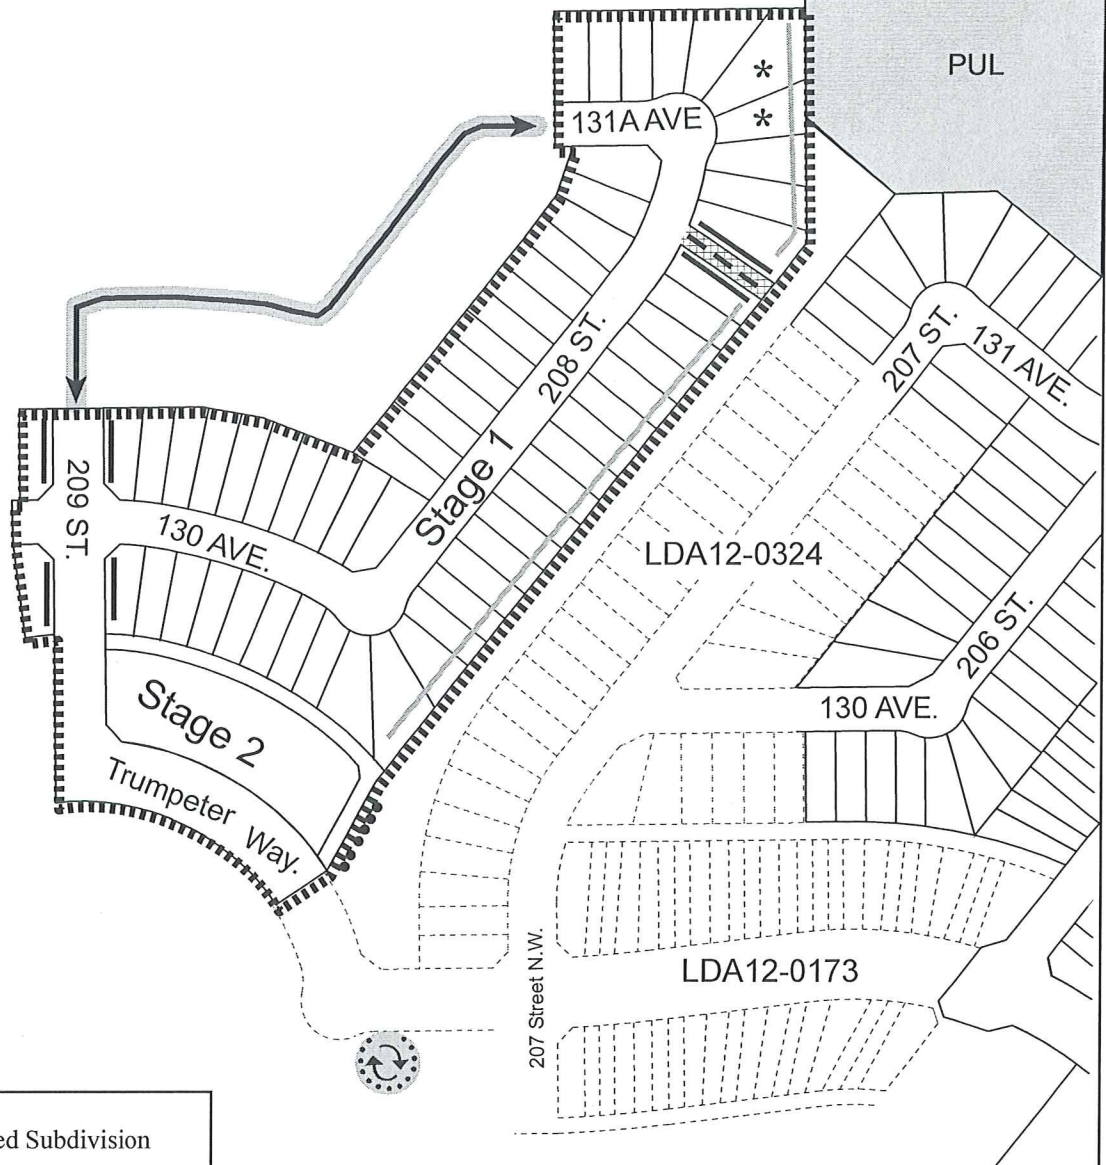 PUL
*
131A AVE
*
208 ST.
207 ST.
131 AVE.
Stage 1
209 ST.
130 AVE.
LDA12-0324
206 ST.
130 AVE.
Stage 2
Trumpeter Way.
207 Street N.W.
LDA12-0173
Subdivision